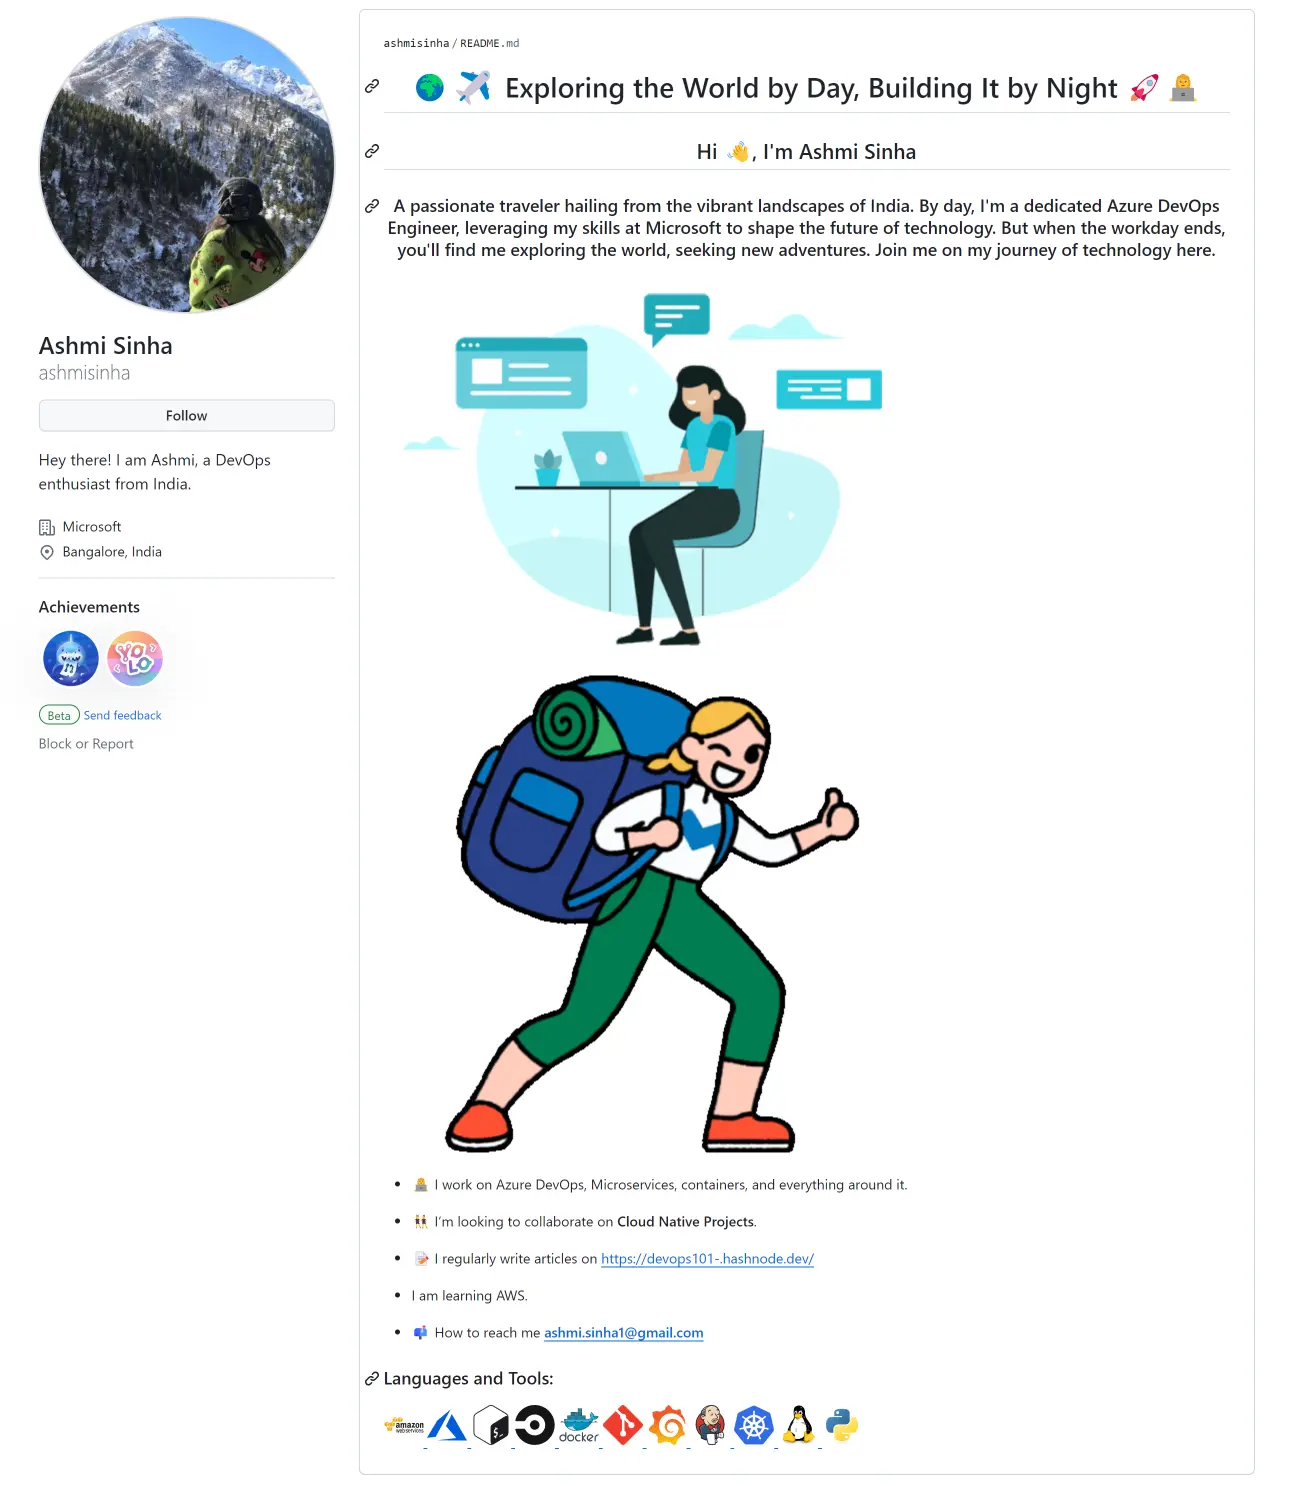 Ashmi Sinha
ashmisinha
Follow
Hey there! I am Ashmi, a DevOps
enthusiast from India.
Microsoft
Bangalore, India
Achievements
YOLO
Beta Send feedback
Block or Report
ashmisinha / README.md
Exploring the World by Day, Building It by Night
Hi 👋, I'm Ashmi Sinha
A passionate traveler hailing from the vibrant landscapes of India. By day, I'm a dedicated Azure DevOps
Engineer, leveraging my skills at Microsoft to shape the future of technology. But when the workday ends,
you'll find me exploring the world, seeking new adventures. Join me on my journey of technology here.
I work on Azure DevOps, Microservices, containers, and everything around it.
I’m looking to collaborate on Cloud Native Projects.
I regularly write articles on https://devops101-.hashnode.dev/
I am learning AWS.
How to reach me ashmi.sinha1@gmail.com
Languages and Tools:
amazon
web services
$_
docker